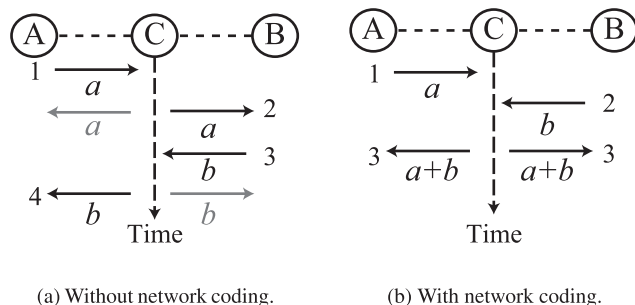 A C B
1 a
a a 2
b 3
4 b b
Time
(a) Without network coding.
A C B
1 a
b 2
3 a+b a+b 3
Time
(b) With network coding.